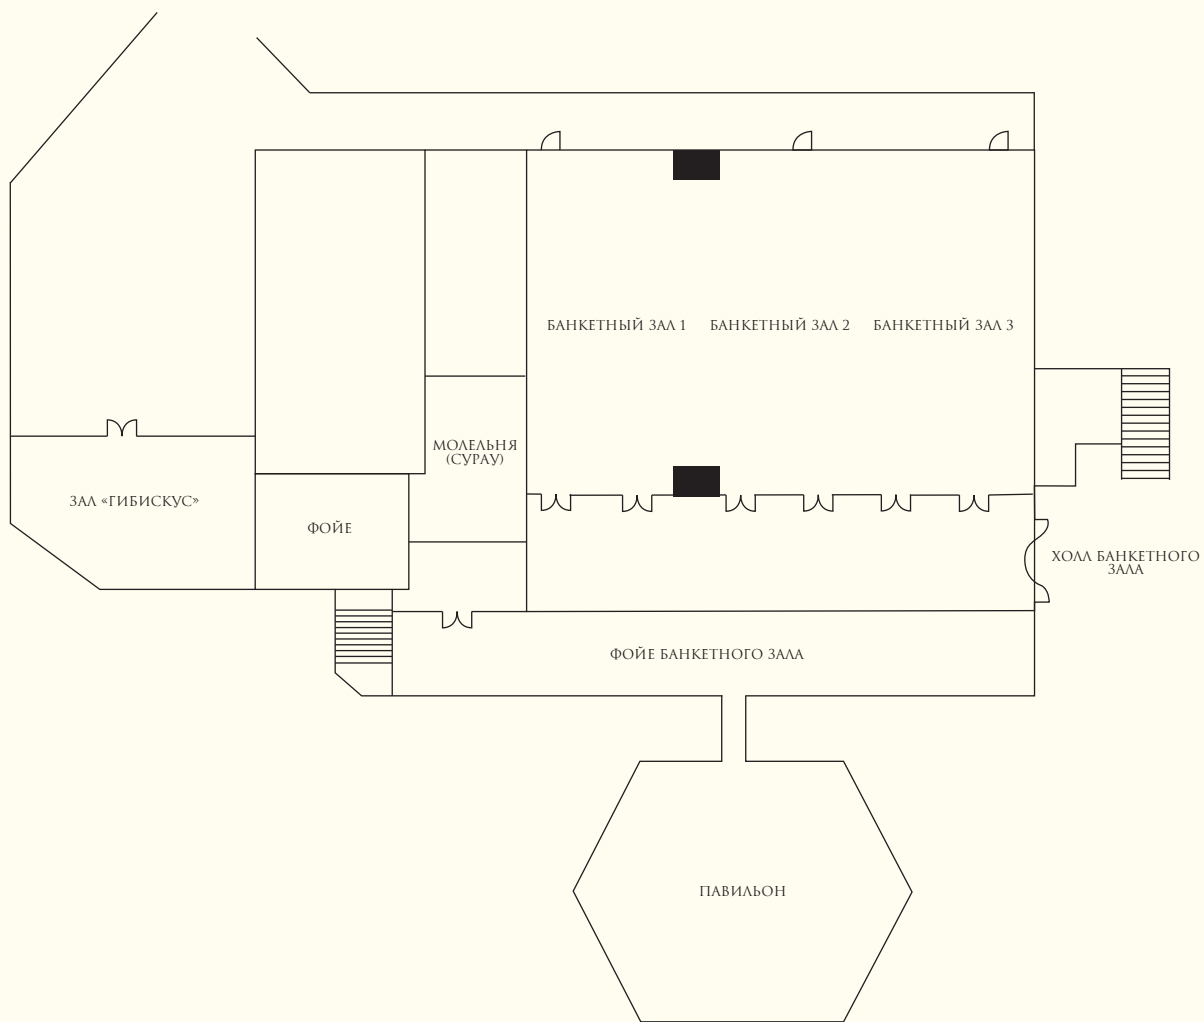 БАНКЕТНЫЙ ЗАЛ 1
БАНКЕТНЫЙ ЗАЛ 2
БАНКЕТНЫЙ ЗАЛ 3
МОЛЕЛЬНЯ
(СУРАУ)
ЗАЛ «ГИБИСКУС»
ФОЙЕ
ХОЛЛ БАНКЕТНОГО
ЗАЛА
ФОЙЕ БАНКЕТНОГО ЗАЛА
ПАВИЛЬОН